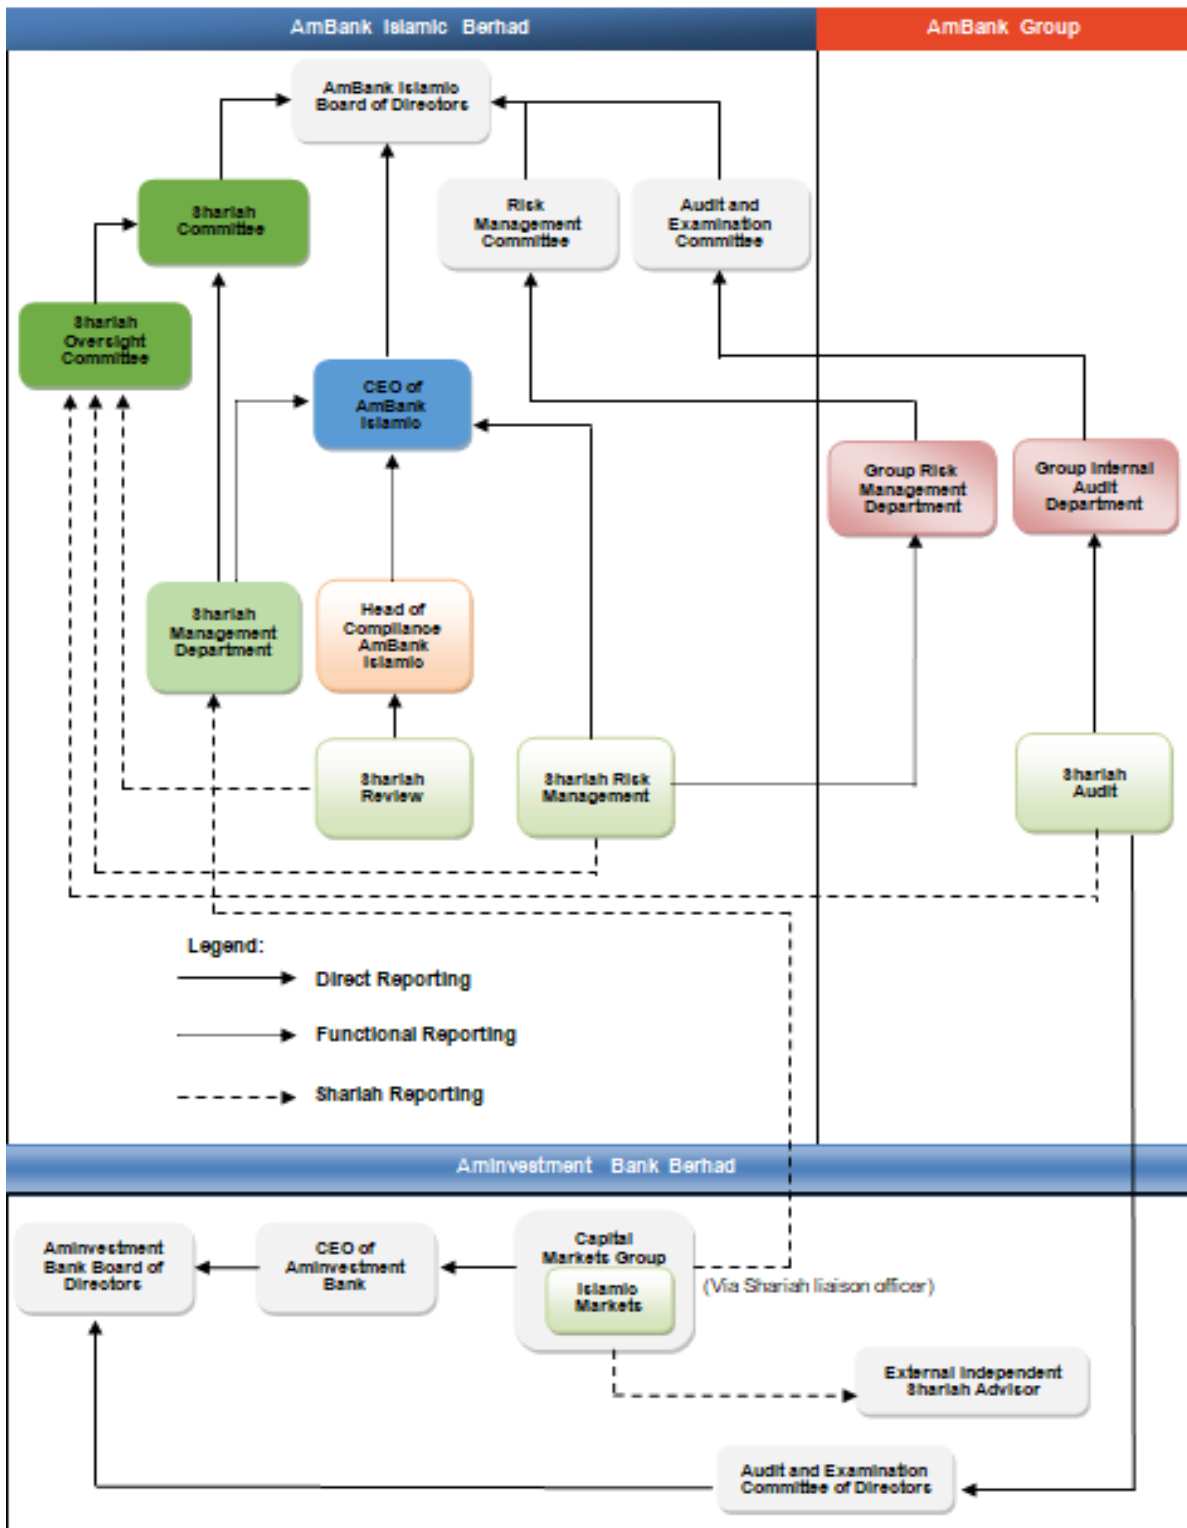 AmBank Islamic Berhad
AmBank Group
AmBank Islamic
Board of Directors
Shariah
Committee
Risk
Management
Committee
Audit and
Examination
Committee
Shariah
Oversight
Committee
CEO of
AmBank
Islamic
Group Risk
Management
Department
Group Internal
Audit
Department
Shariah
Management
Department
Head of
Compliance
AmBank
Islamic
Shariah
Review
Shariah Risk
Management
Shariah
Audit
Legend:
Direct Reporting
Functional Reporting
Shariah Reporting
AmInvestment Bank Berhad
AmInvestment
Bank Board of
Directors
CEO of
AmInvestment
Bank
Capital
Markets Group
Islamic
Markets
(Via Shariah liaison officer)
External Independent
Shariah Advisor
Audit and Examination
Committee of Directors